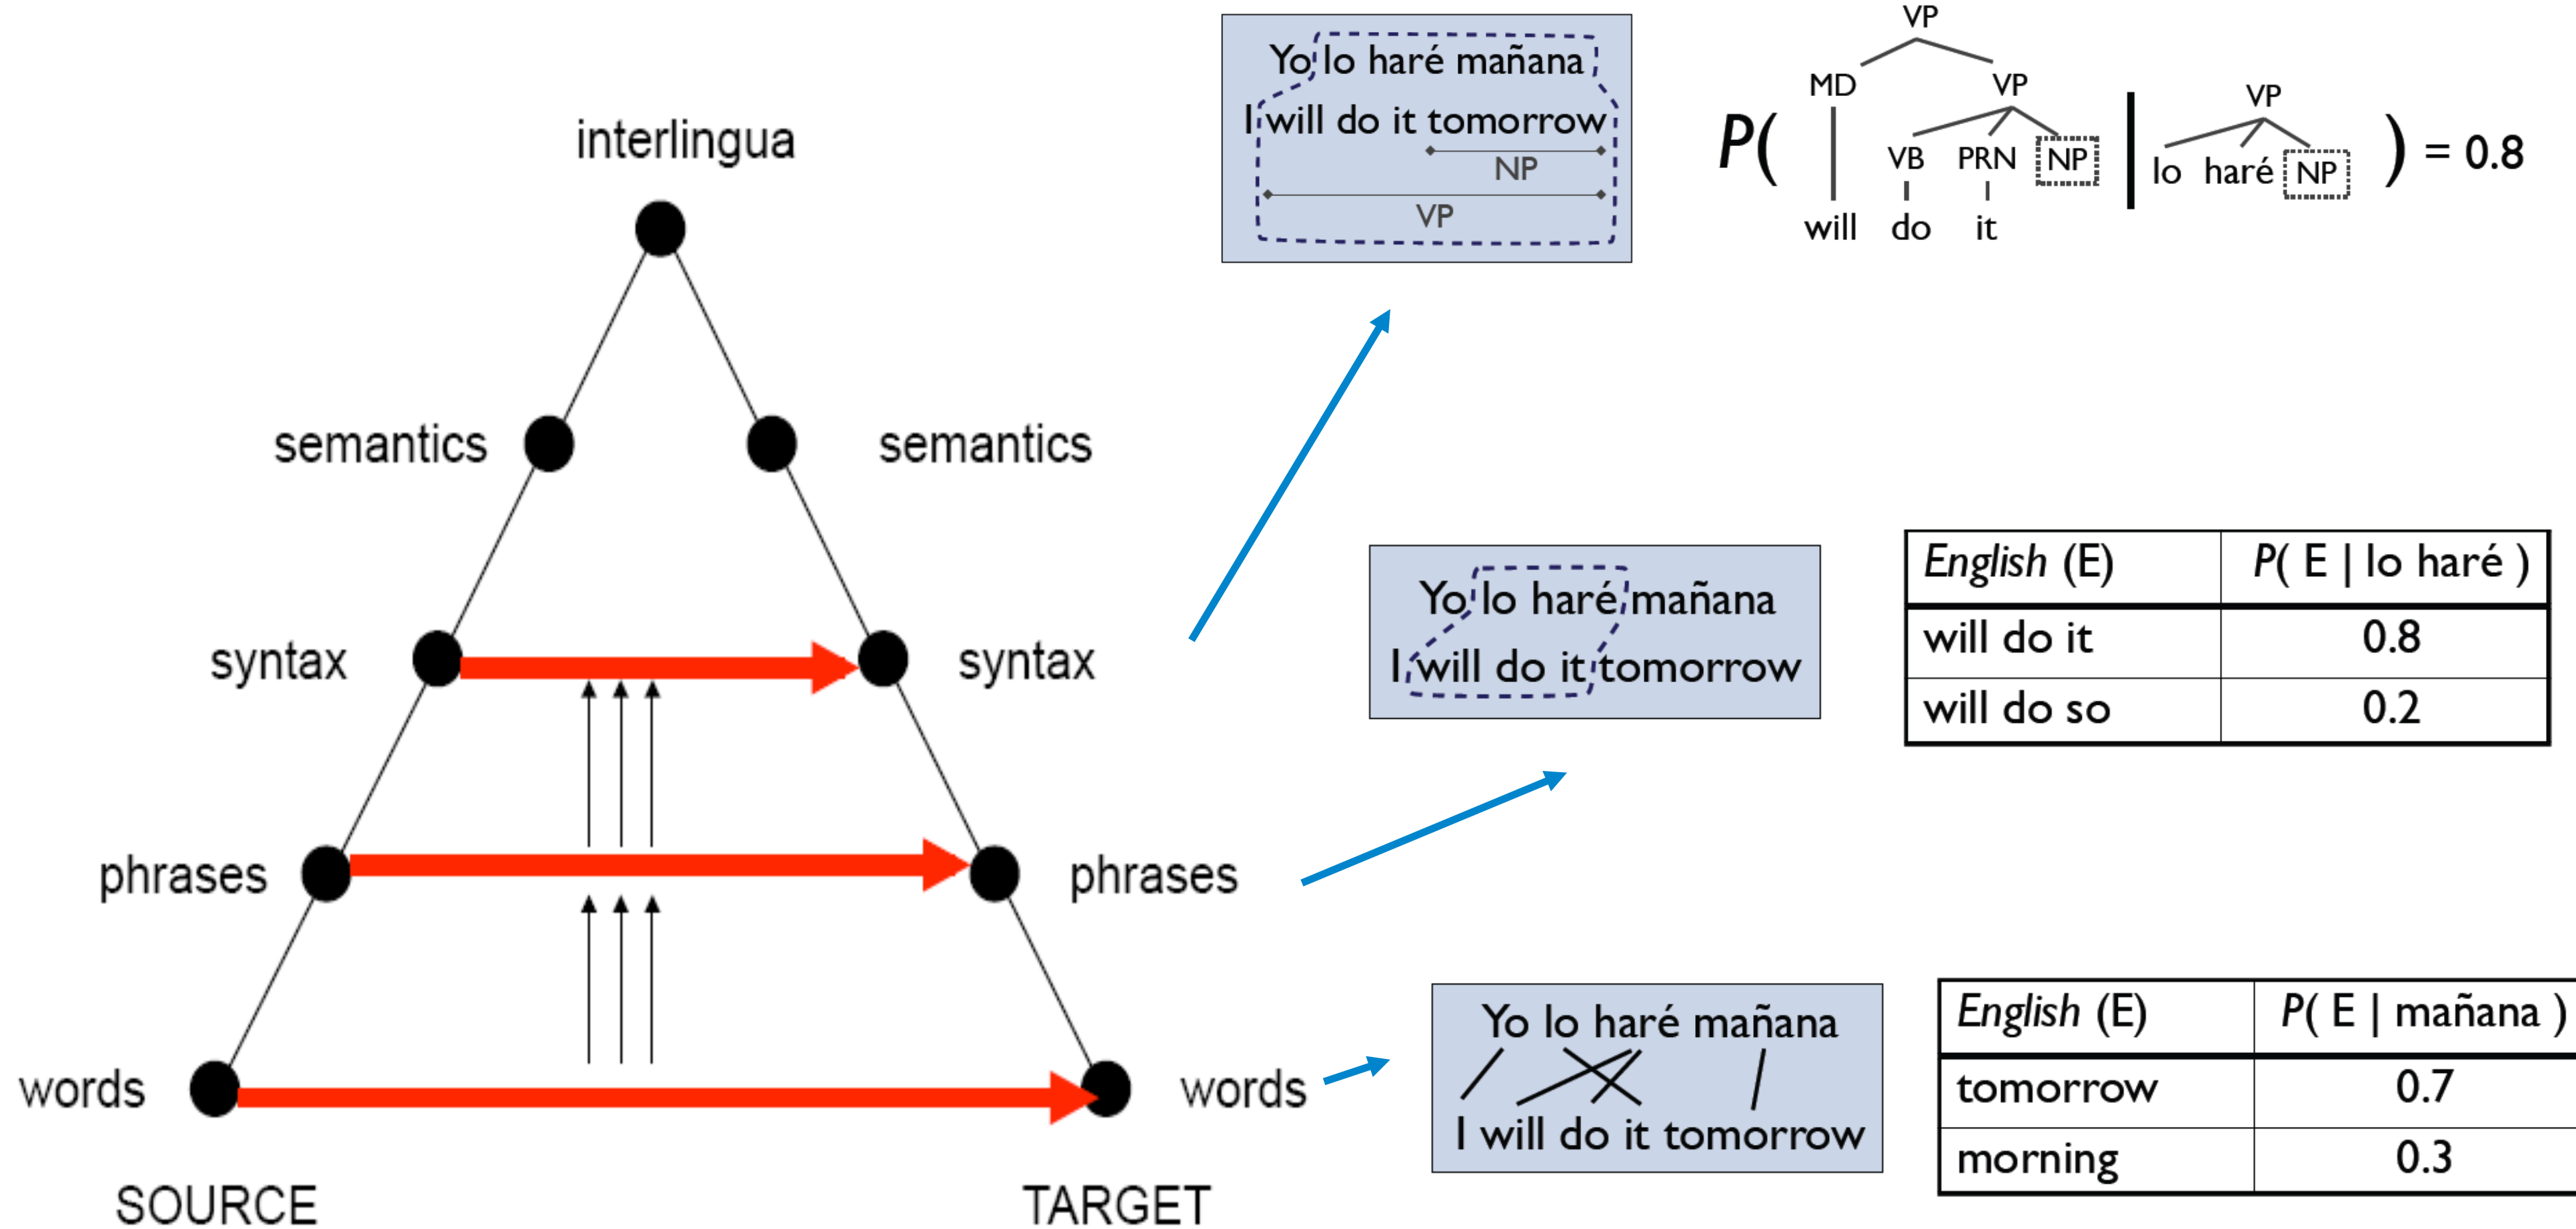 interlingua
semantics
semantics
syntax
syntax
phrases
phrases
words
words
SOURCE
TARGET
Yo lo haré mañana
I will do it tomorrow
NP
VP
VP
MD
VP
VP
P(
VB PRN NP
lo haré NP
) = 0.8
will do it
Yo lo haré mañana
I will do it tomorrow
English (E) P( E | lo haré )
will do it 0.8
will do so 0.2
Yo lo haré mañana
I will do it tomorrow
English (E) P( E | mañana )
tomorrow 0.7
morning 0.3